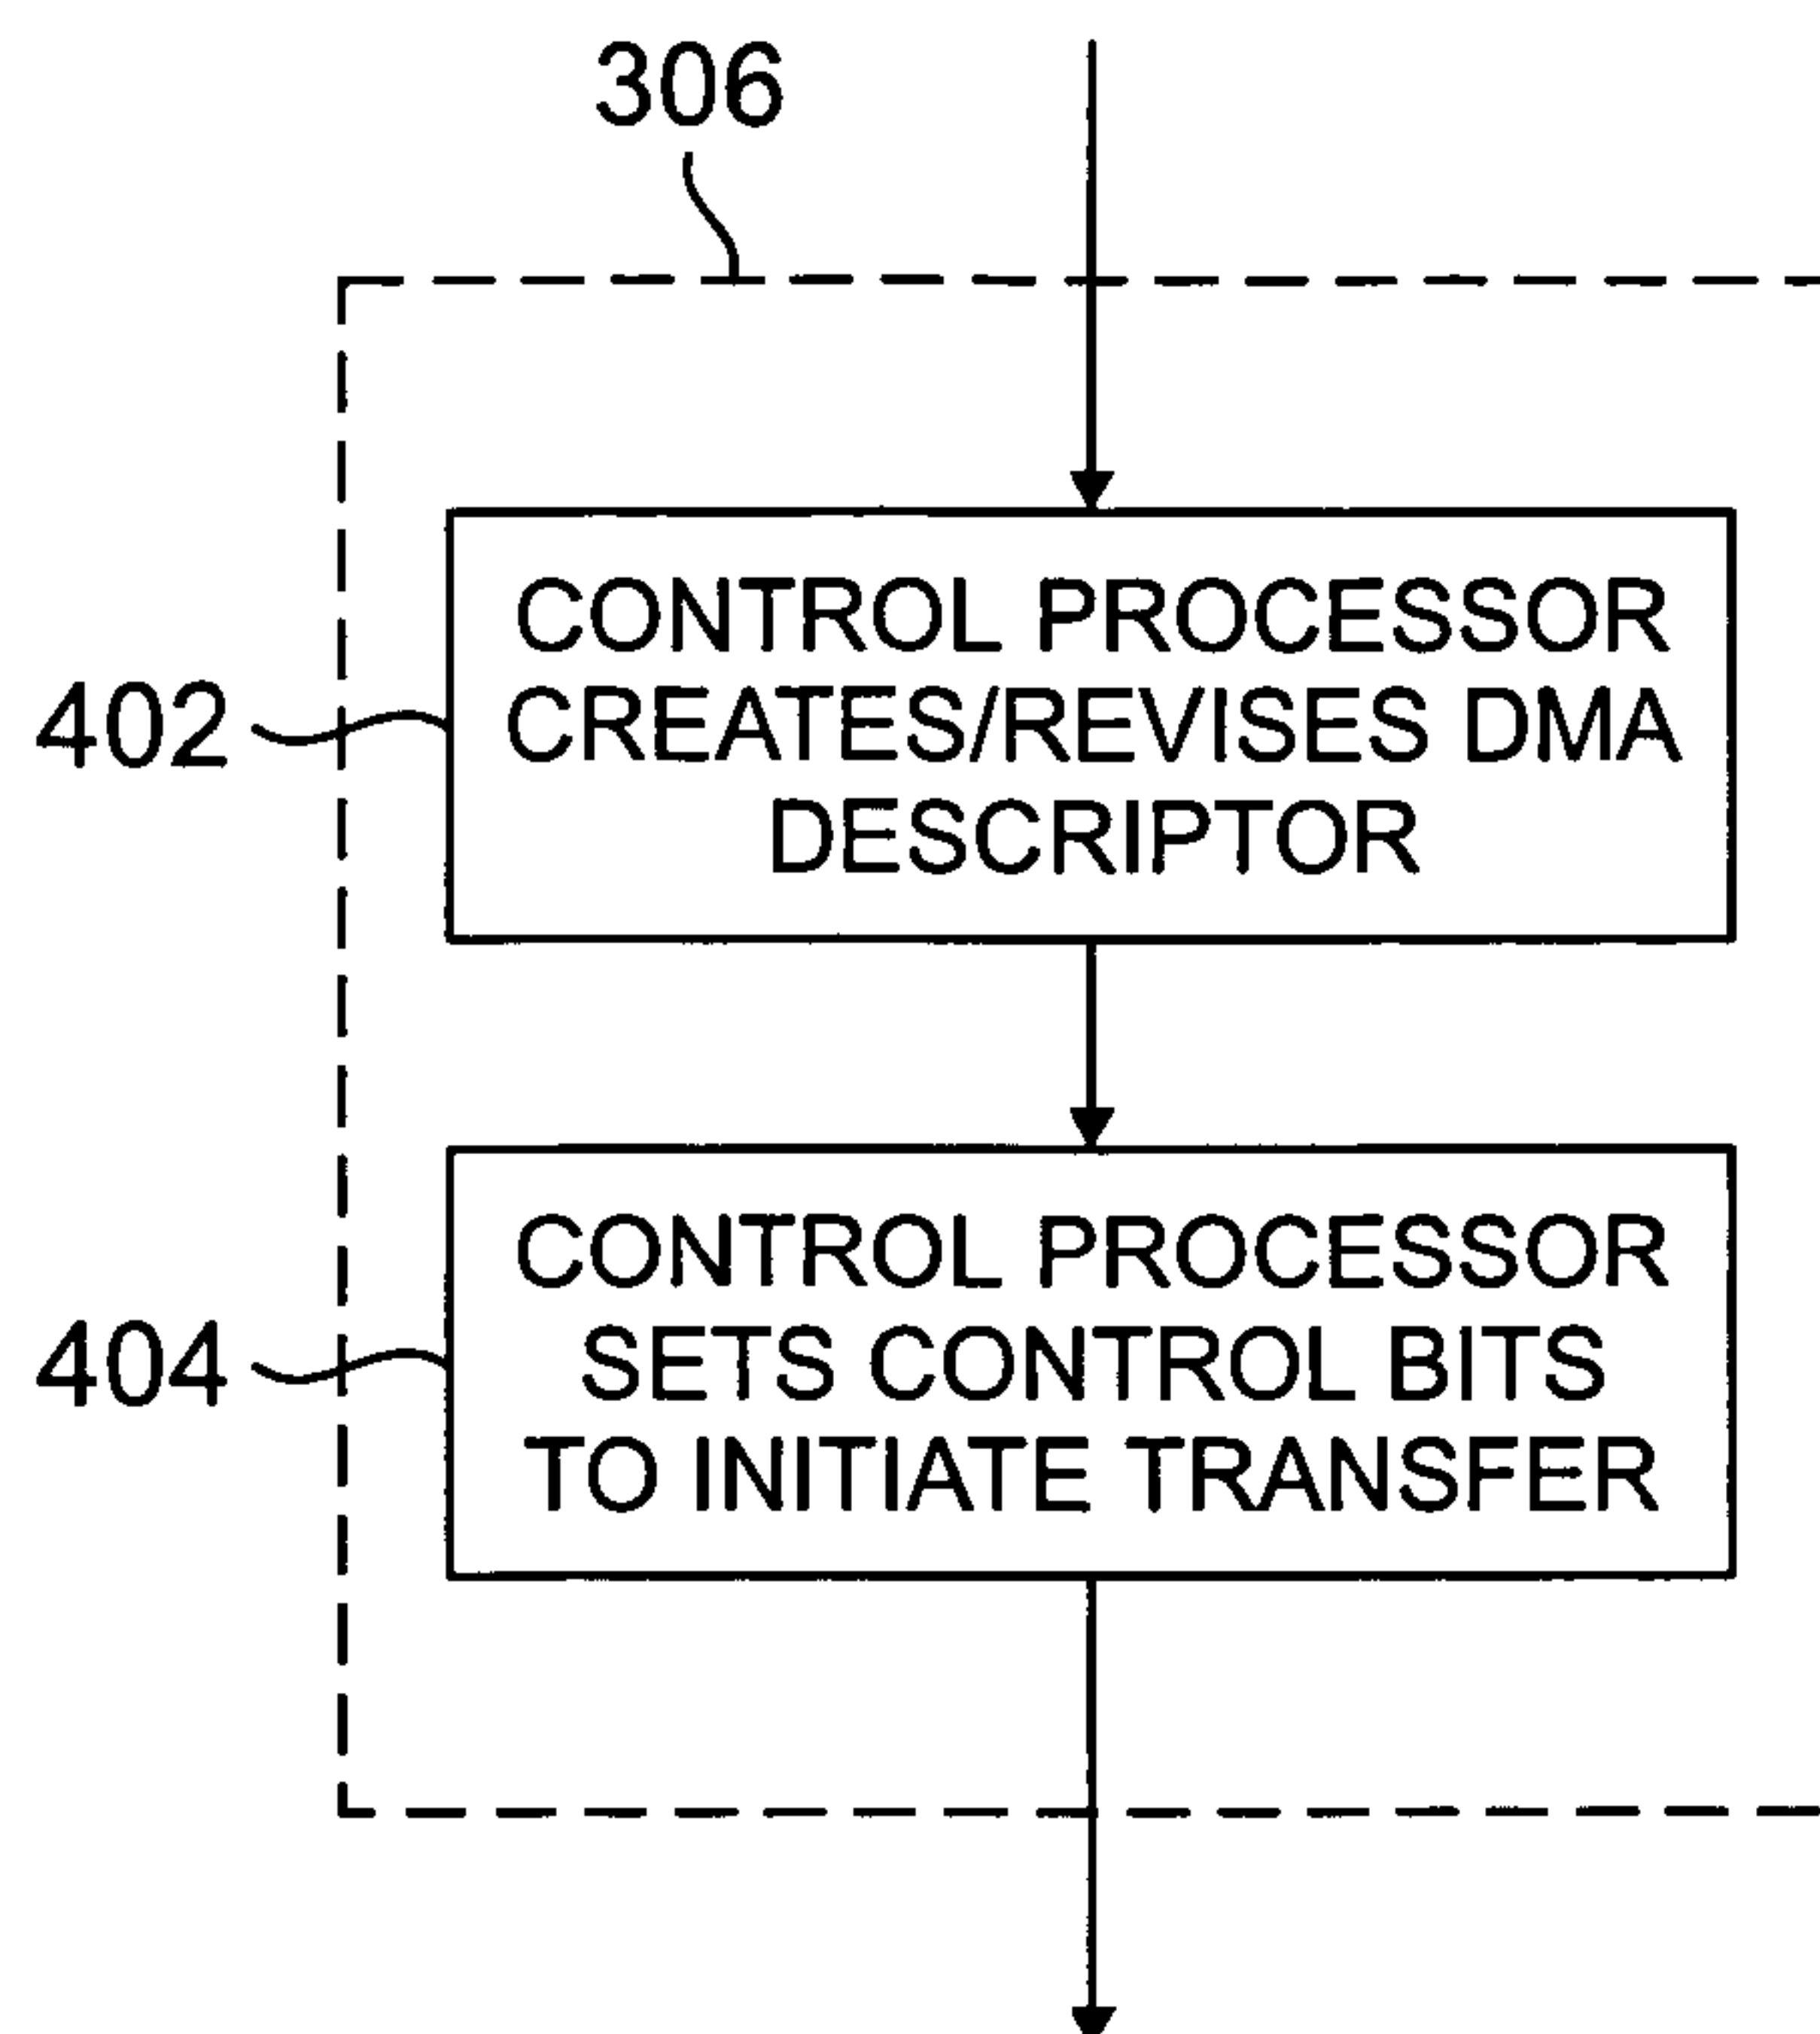 306
402
CONTROL PROCESSOR
CREATES/REVISES DMA
DESCRIPTOR
404
CONTROL PROCESSOR
SETS CONTROL BITS
TO INITIATE TRANSFER